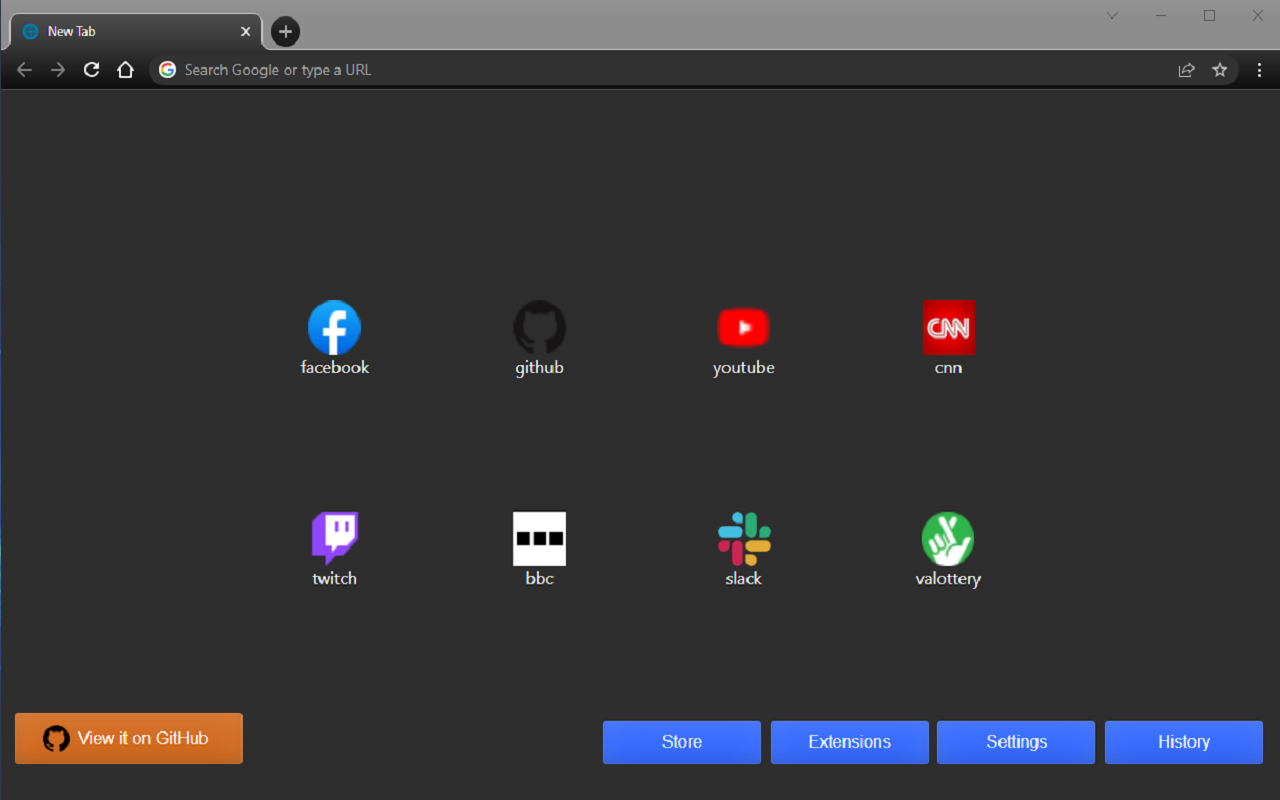 New Tab
Search Google or type a URL
facebook
github
youtube
CNN
cnn
twitch
bbc
slack
valottery
View it on GitHub
Store
Extensions
Settings
History